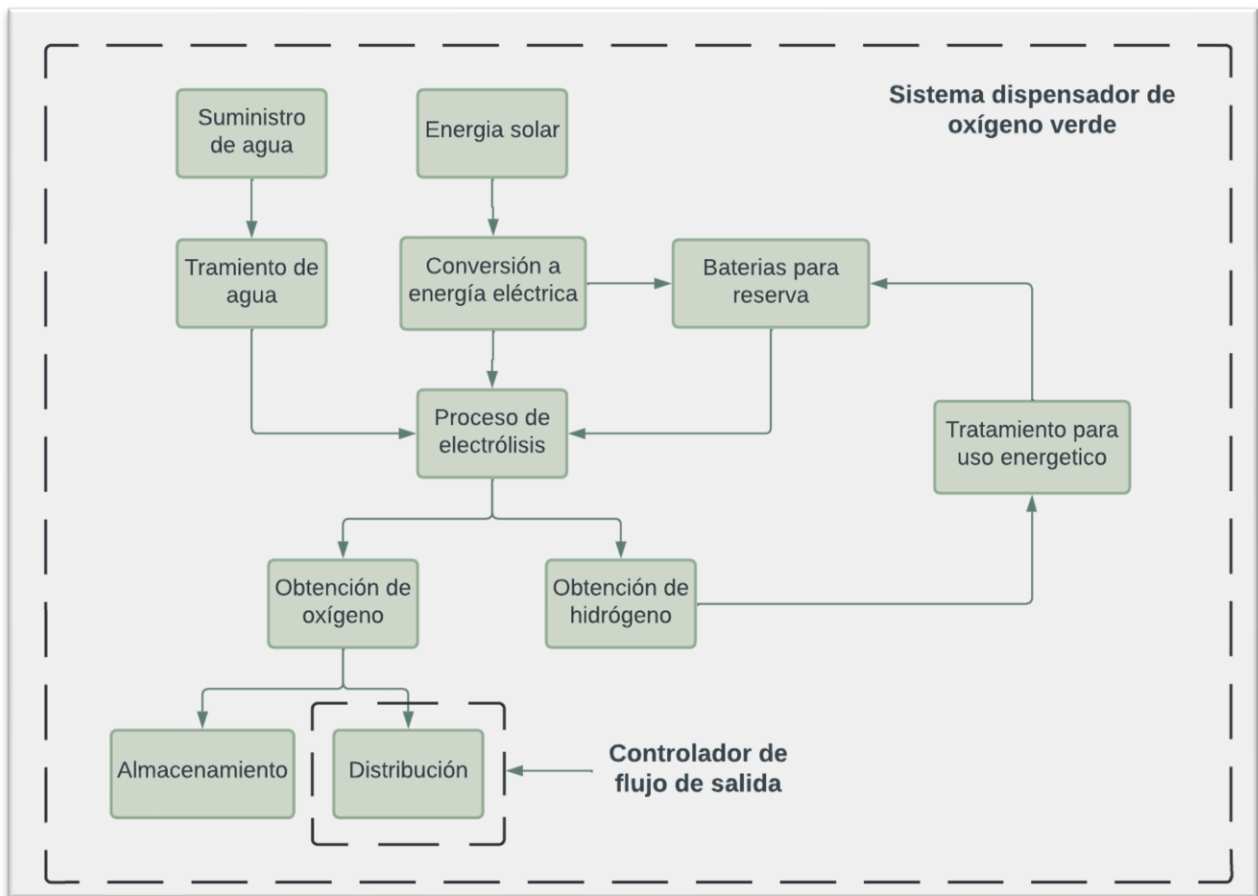 Sistema dispensador de
oxígeno verde
Suministro
de agua
Energia solar
Tramiento de
agua
Conversión a
energía eléctrica
Baterias para
reserva
Proceso de
electrólisis
Tratamiento para
uso energetico
Obtención de
oxígeno
Obtención de
hidrógeno
Almacenamiento
Distribución
Controlador de
flujo de salida